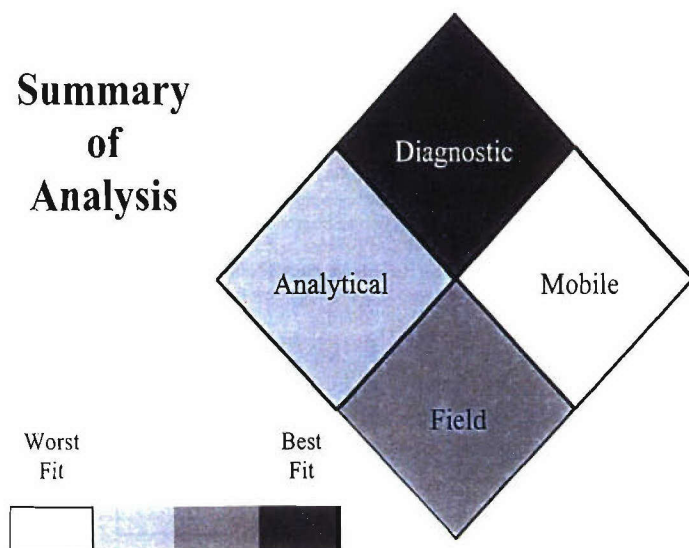 Summary
of
Analysis
Diagnostic
Analytical
Mobile
Field
Worst
Fit
Best
Fit